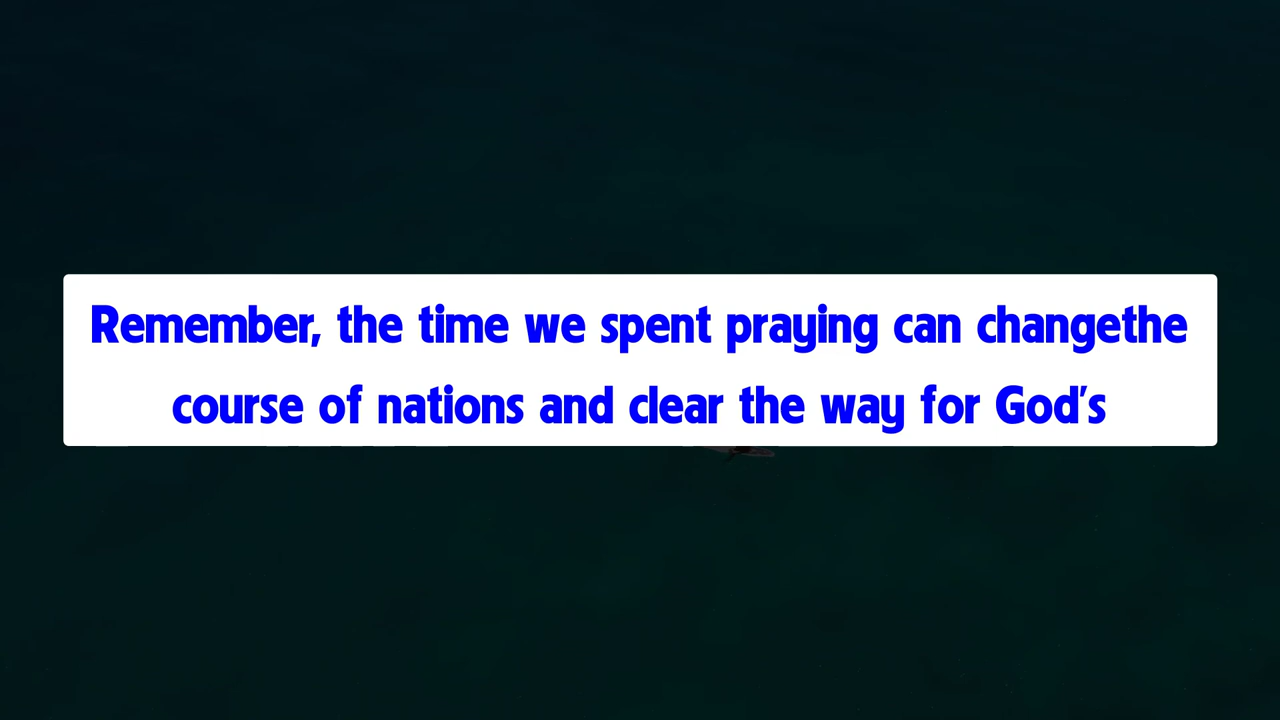 Remember, the time we spent praying can changethe
course of nations and clear the way for God's